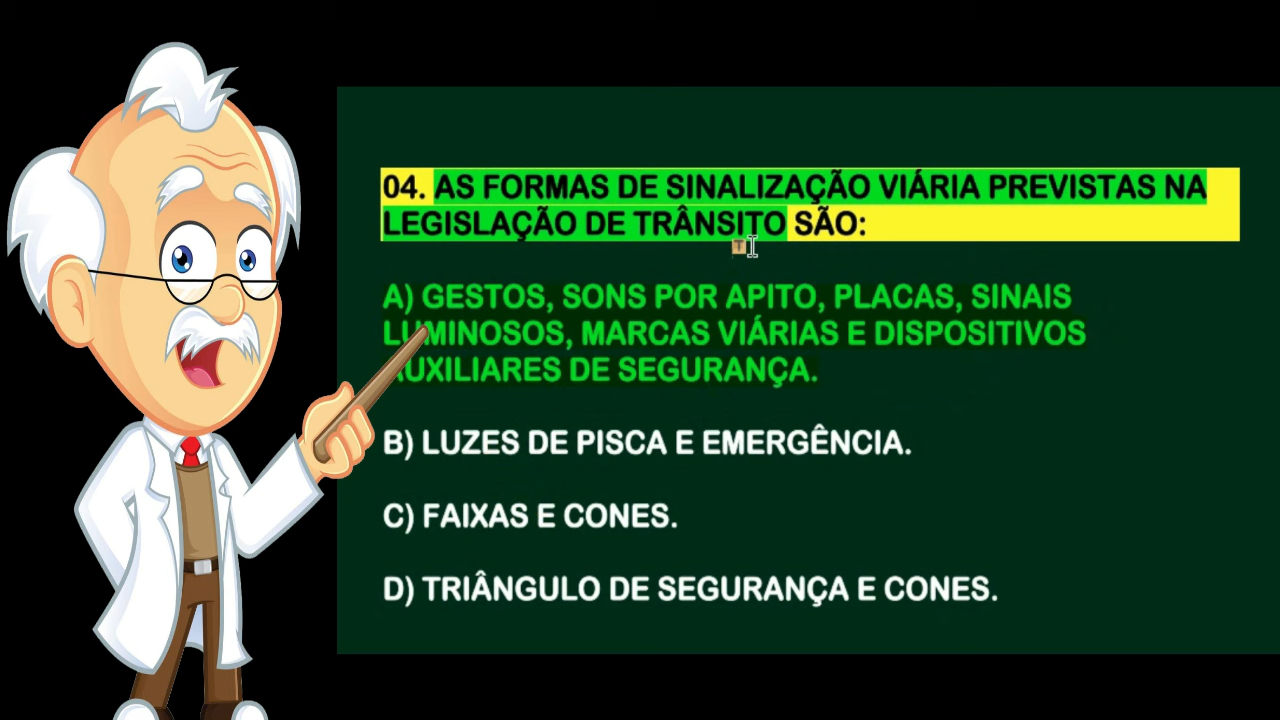 04. AS FORMAS DE SINALIZAÇÃO VIÁRIA PREVISTAS NA
LEGISLAÇÃO DE TRÂNSITO SÃO:
A) GESTOS, SONS POR APITO, PLACAS, SINAIS
LUMINOSOS, MARCAS VIÁRIAS E DISPOSITIVOS
AUXILIARES DE SEGURANÇA.
B) LUZES DE PISCA E EMERGÊNCIA.
C) FAIXAS E CONES.
D) TRIÂNGULO DE SEGURANÇA E CONES.